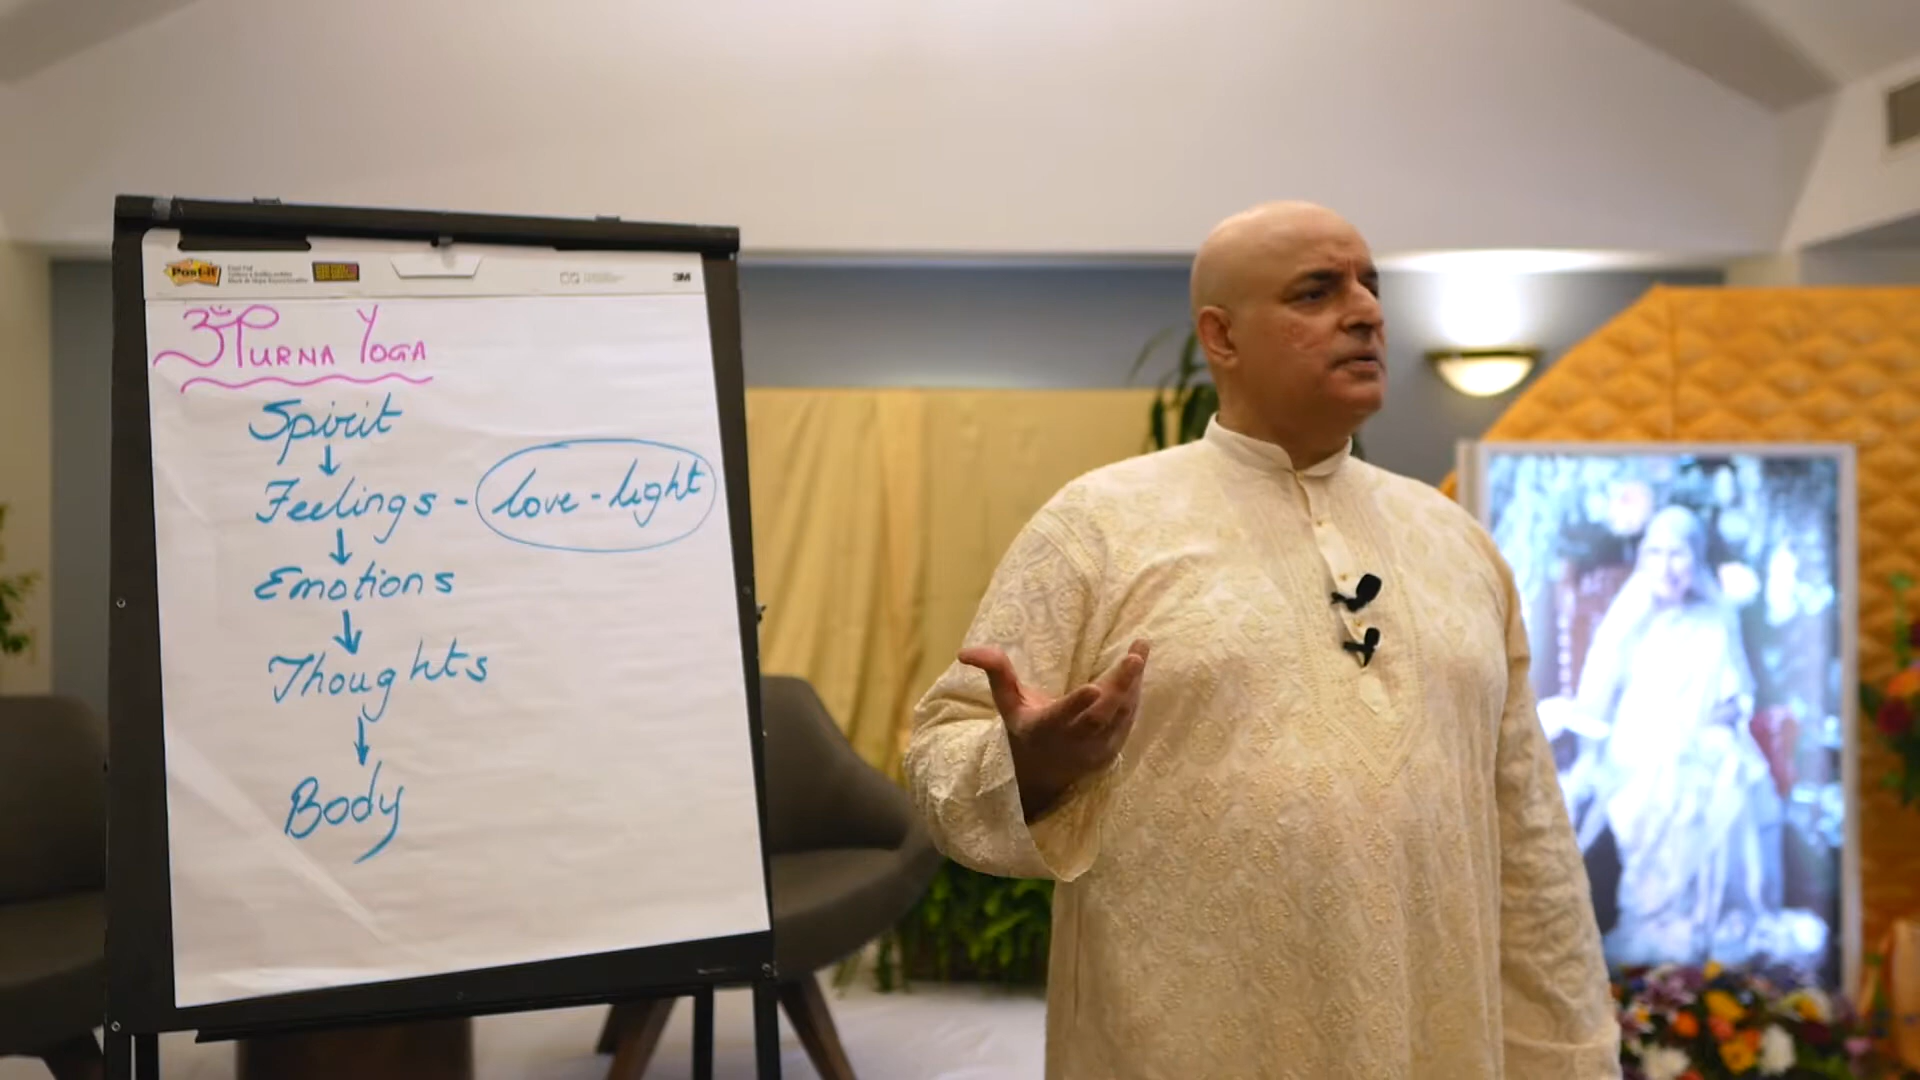 Post-it
3M
ॐ PURNA YOGA
Spirit
↓
Feelings - love - light
↓
Emotions
↓
Thoughts
↓
Body